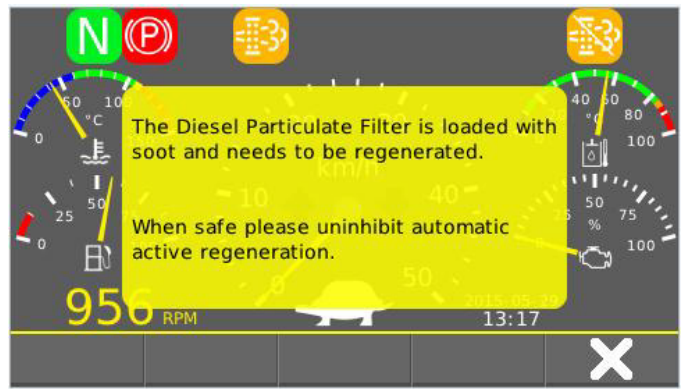 N (P)
50 100
°C
0
40 60
80
°C
100
The Diesel Particulate Filter is loaded with
soot and needs to be regenerated.
km/h
10
40
When safe please uninhibit automatic
active regeneration.
25 50
0
50
75
%
100
0
50
956 RPM
2015-05-29
13:17